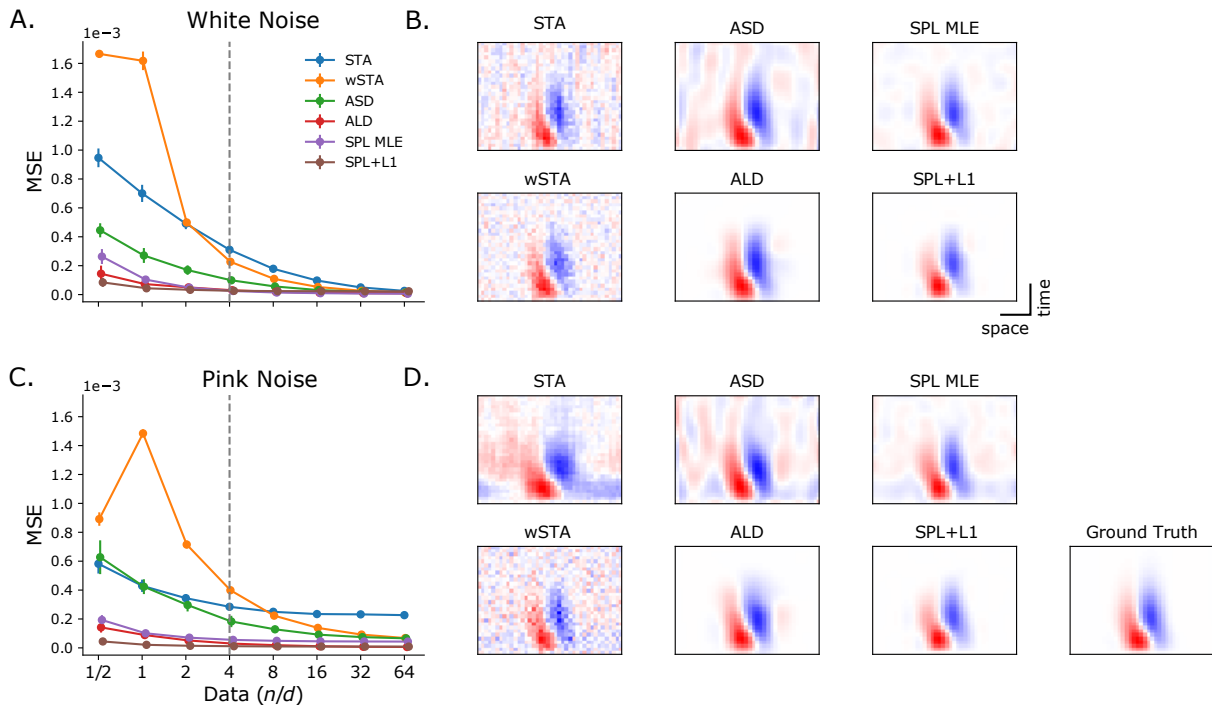 A.
White Noise
1e−3
MSE
1.6
1.4
1.2
1.0
0.8
0.6
0.4
0.2
0.0
STA
wSTA
ASD
ALD
SPL MLE
SPL+L1
B.
STA
ASD
SPL MLE
wSTA
ALD
SPL+L1
space
time
C.
Pink Noise
1e−3
MSE
1.6
1.4
1.2
1.0
0.8
0.6
0.4
0.2
0.0
1/2 1 2 4 8 16 32 64
Data (n/d)
D.
STA
ASD
SPL MLE
wSTA
ALD
SPL+L1
Ground Truth